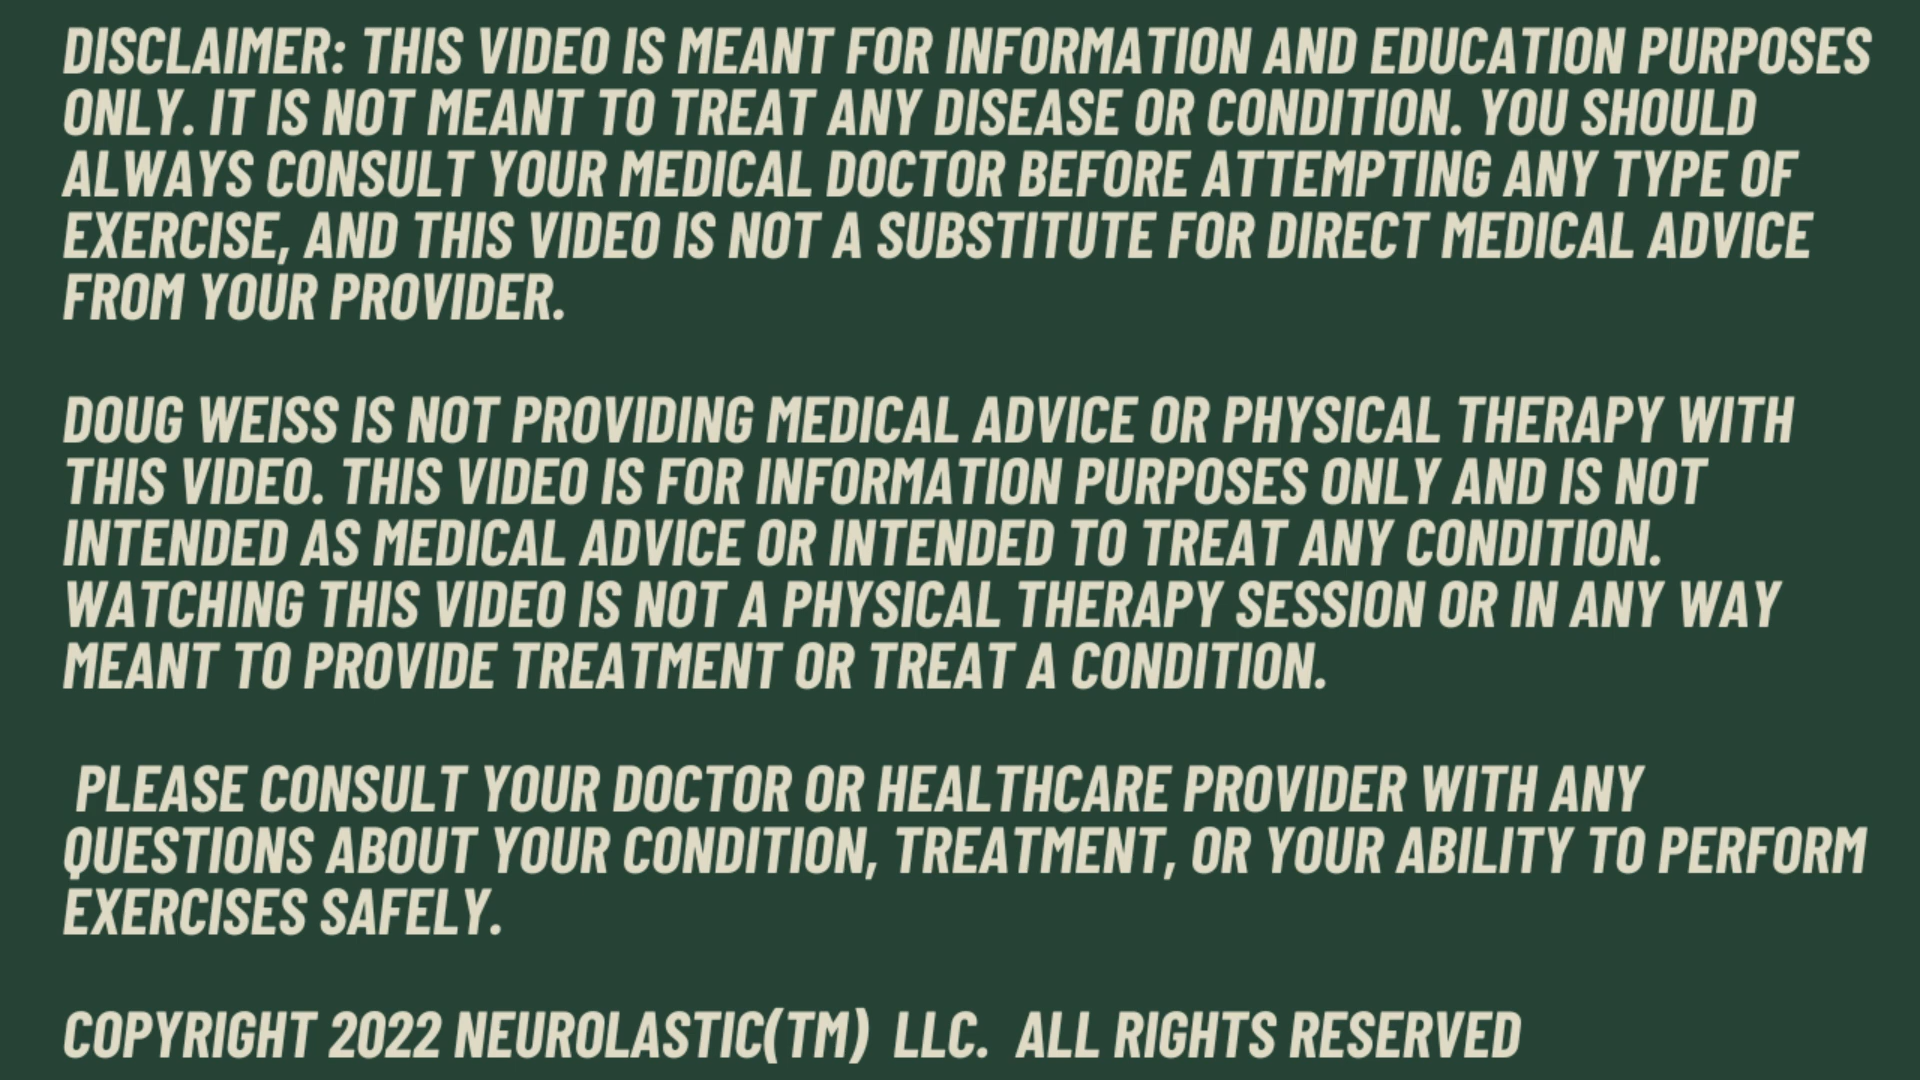 DISCLAIMER: THIS VIDEO IS MEANT FOR INFORMATION AND EDUCATION PURPOSES
ONLY. IT IS NOT MEANT TO TREAT ANY DISEASE OR CONDITION. YOU SHOULD
ALWAYS CONSULT YOUR MEDICAL DOCTOR BEFORE ATTEMPTING ANY TYPE OF
EXERCISE, AND THIS VIDEO IS NOT A SUBSTITUTE FOR DIRECT MEDICAL ADVICE
FROM YOUR PROVIDER.
DOUG WEISS IS NOT PROVIDING MEDICAL ADVICE OR PHYSICAL THERAPY WITH
THIS VIDEO. THIS VIDEO IS FOR INFORMATION PURPOSES ONLY AND IS NOT
INTENDED AS MEDICAL ADVICE OR INTENDED TO TREAT ANY CONDITION.
WATCHING THIS VIDEO IS NOT A PHYSICAL THERAPY SESSION OR IN ANY WAY
MEANT TO PROVIDE TREATMENT OR TREAT A CONDITION.
PLEASE CONSULT YOUR DOCTOR OR HEALTHCARE PROVIDER WITH ANY
QUESTIONS ABOUT YOUR CONDITION, TREATMENT, OR YOUR ABILITY TO PERFORM
EXERCISES SAFELY.
COPYRIGHT 2022 NEUROLASTIC(TM) LLC. ALL RIGHTS RESERVED